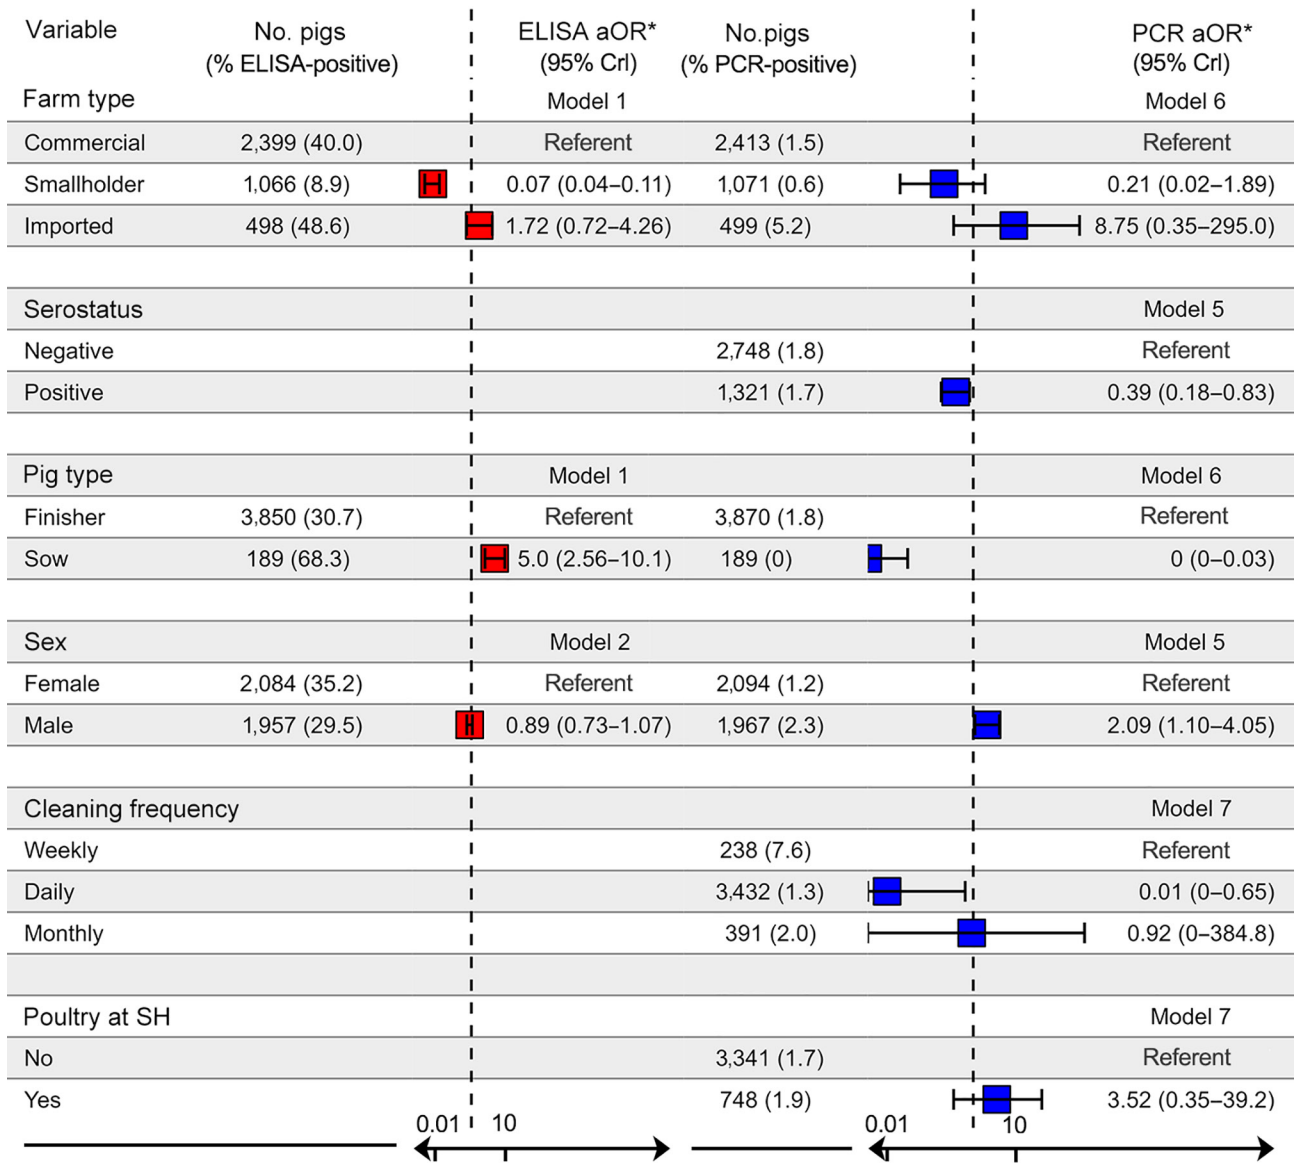 Variable No. pigs ELISA aOR* No.pigs PCR aOR*
(% ELISA-positive) (95% CrI) (% PCR-positive) (95% CrI)
Farm type Model 1 Model 6
Commercial 2,399 (40.0) Referent 2,413 (1.5) Referent
Smallholder 1,066 (8.9) 0.07 (0.04–0.11) 1,071 (0.6) 0.21 (0.02–1.89)
Imported 498 (48.6) 1.72 (0.72–4.26) 499 (5.2) 8.75 (0.35–295.0)
Serostatus Model 5
Negative 2,748 (1.8) Referent
Positive 1,321 (1.7) 0.39 (0.18–0.83)
Pig type Model 1 Model 6
Finisher 3,850 (30.7) Referent 3,870 (1.8) Referent
Sow 189 (68.3) 5.0 (2.56–10.1) 189 (0) 0 (0–0.03)
Sex Model 2 Model 5
Female 2,084 (35.2) Referent 2,094 (1.2) Referent
Male 1,957 (29.5) 0.89 (0.73–1.07) 1,967 (2.3) 2.09 (1.10–4.05)
Cleaning frequency Model 7
Weekly 238 (7.6) Referent
Daily 3,432 (1.3) 0.01 (0–0.65)
Monthly 391 (2.0) 0.92 (0–384.8)
Poultry at SH Model 7
No 3,341 (1.7) Referent
Yes 748 (1.9) 3.52 (0.35–39.2)
0.01 10 0.01 10